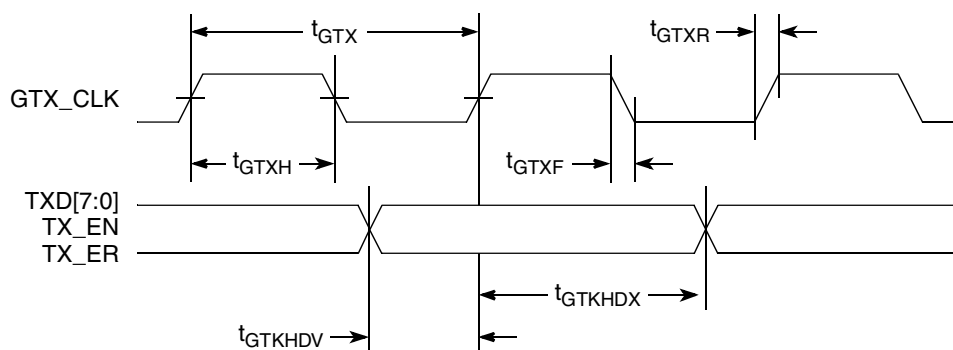 tGTX
tGTXR
GTX_CLK
tGTXH
tGTXF
TXD[7:0]
TX_EN
TX_ER
tGTKHDX
tGTKHDV